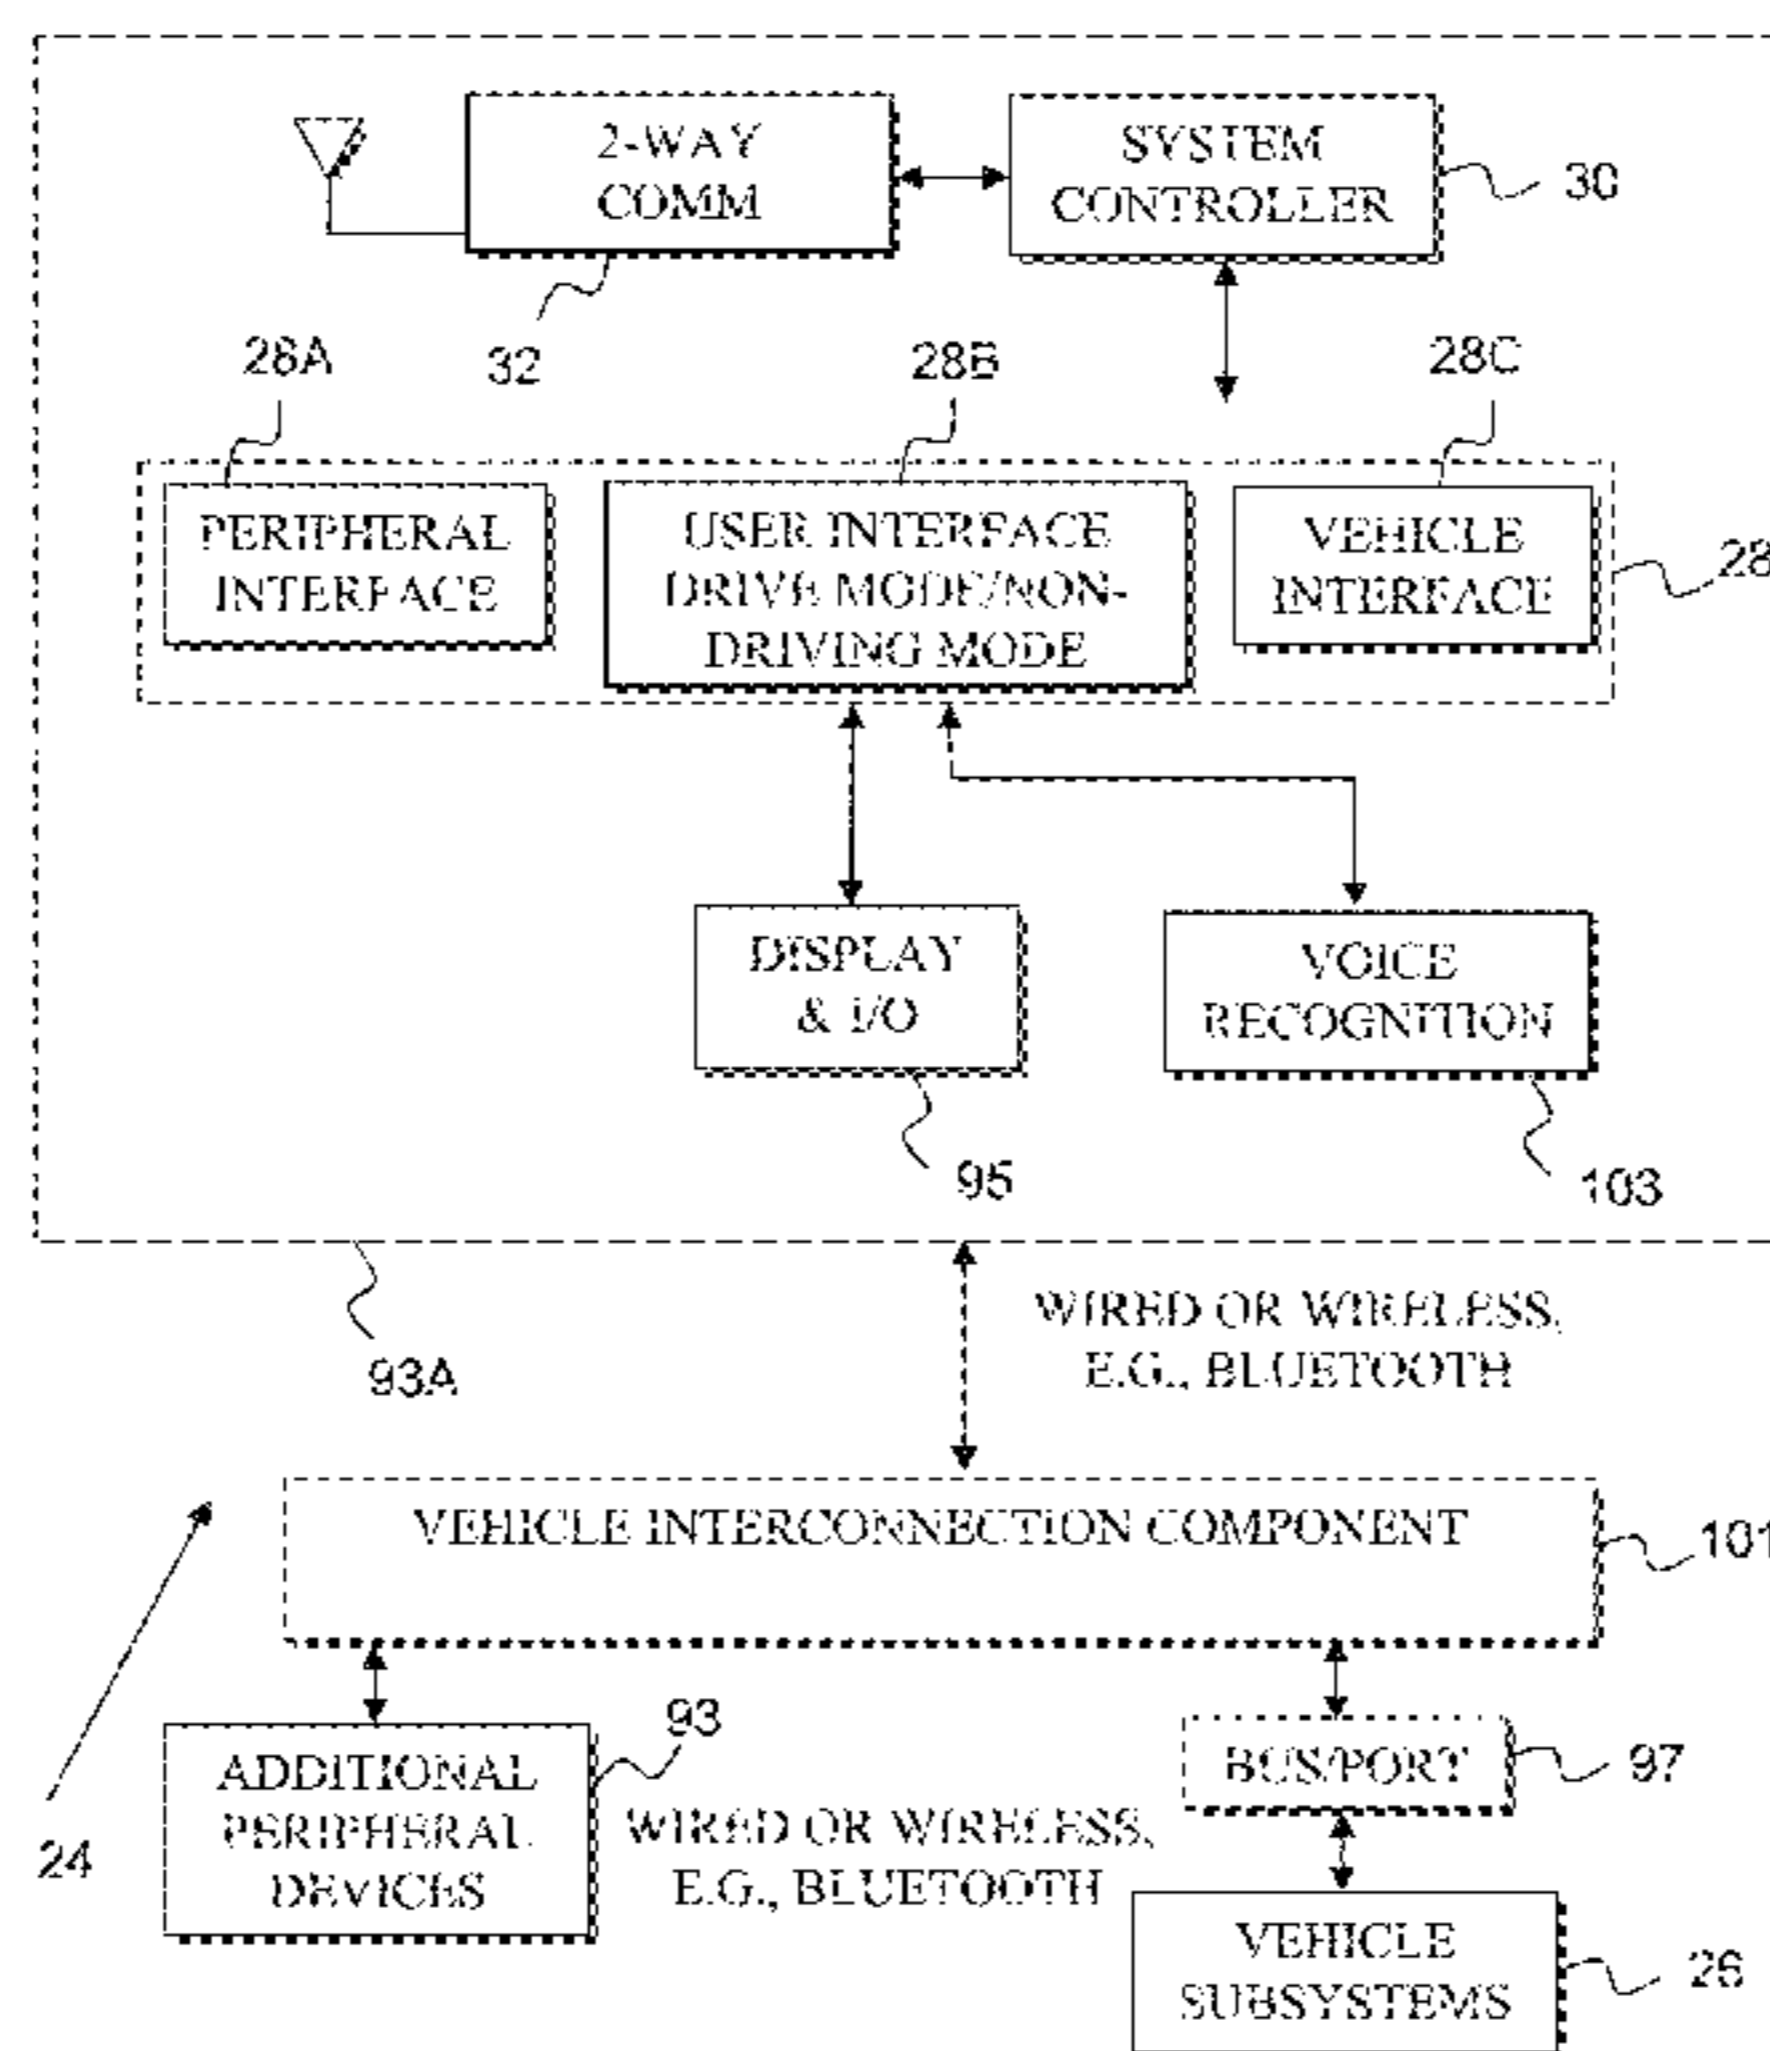 2-WAY
COMM
SYSTEM
CONTROLLER
30
32
28A
28B
28C
PERIPHERAL
INTERFACE
USER INTERFACE
DRIVE MODE/NON-
DRIVING MODE
VEHICLE
INTERFACE
28
DISPLAY
& I/O
VOICE
RECOGNITION
95
103
93A
WIRED OR WIRELESS,
E.G., BLUETOOTH
VEHICLE INTERCONNECTION COMPONENT
101
24
93
ADDITIONAL
PERIPHERAL
DEVICES
WIRED OR WIRELESS,
E.G., BLUETOOTH
BUS/PORT
97
VEHICLE
SUBSYSTEMS
26